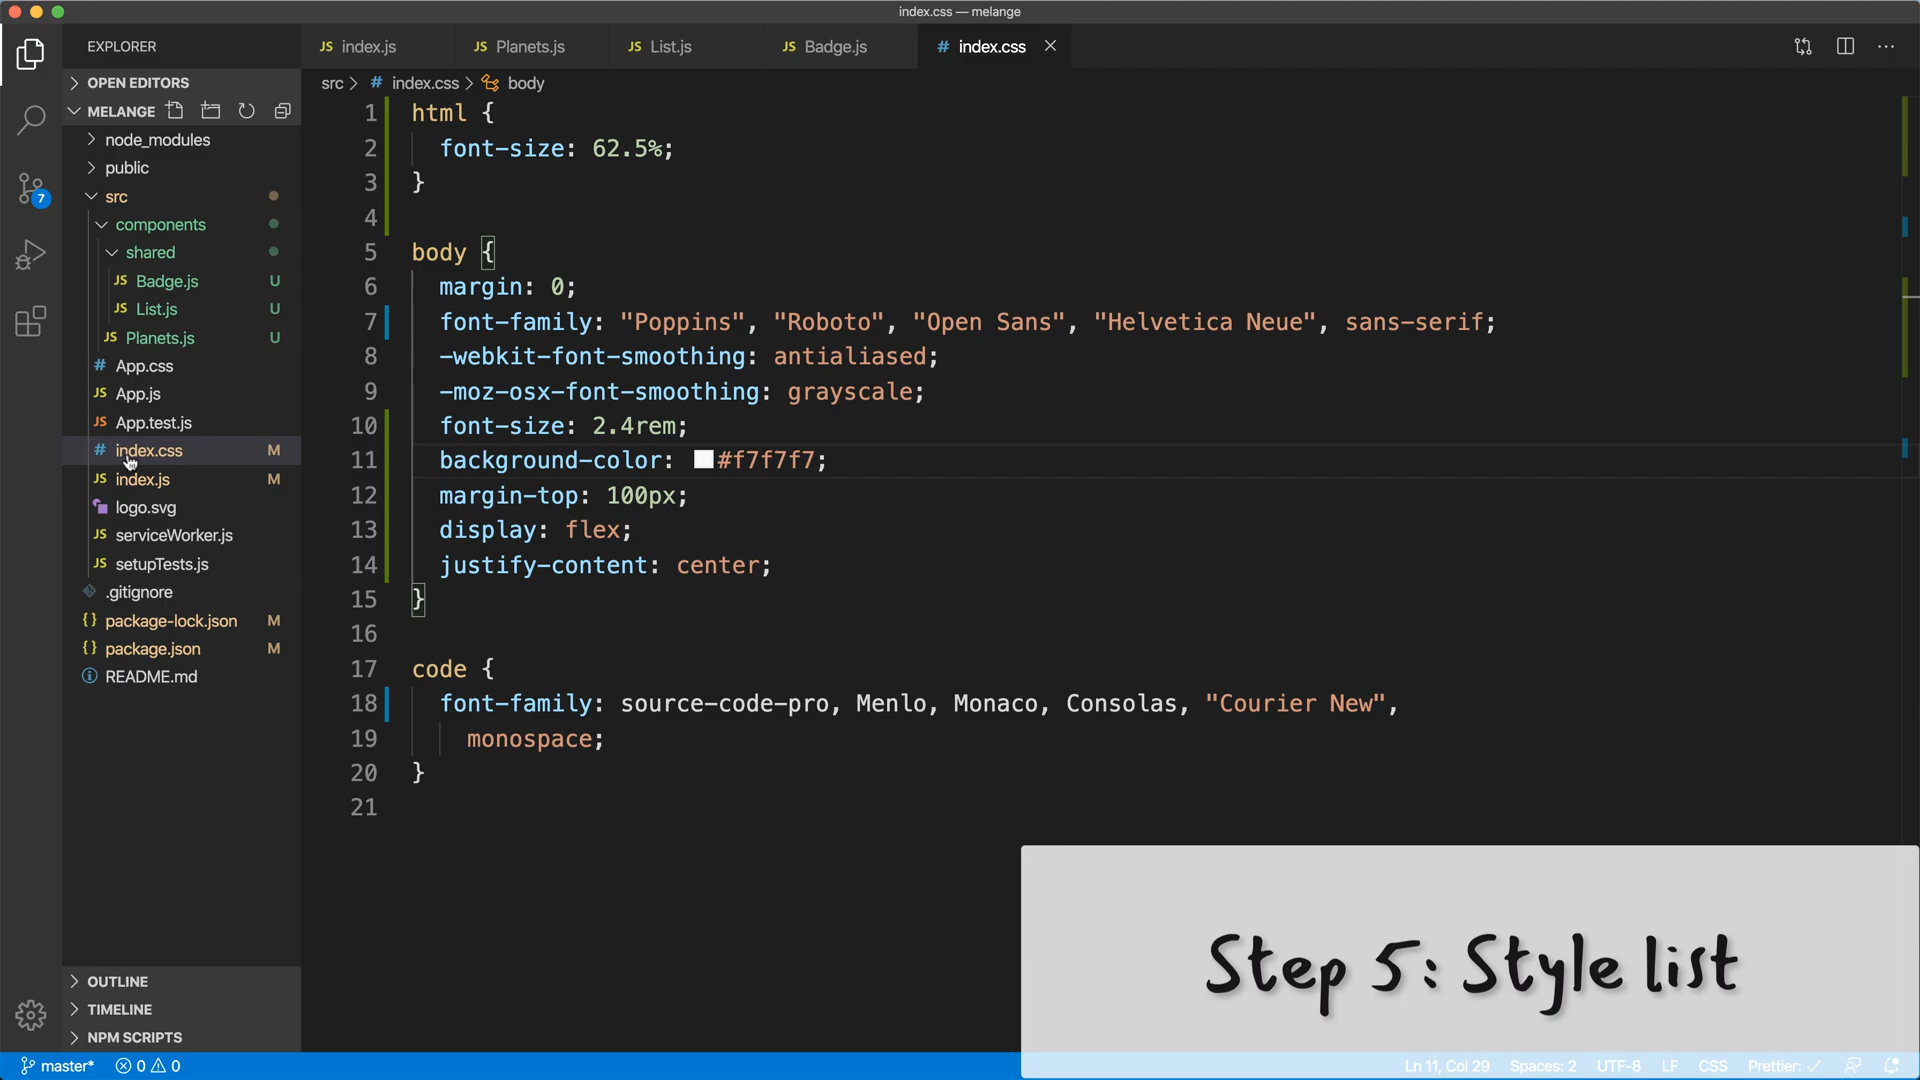 index.css — melange
EXPLORER
JS index.js
JS Planets.js
JS List.js
JS Badge.js
# index.css
OPEN EDITORS
MELANGE
node_modules
public
src
components
shared
JS Badge.js U
JS List.js U
JS Planets.js U
# App.css
JS App.js
JS App.test.js
# index.css M
JS index.js M
logo.svg
JS serviceWorker.js
JS setupTests.js
.gitignore
{} package-lock.json M
{} package.json M
README.md
OUTLINE
TIMELINE
NPM SCRIPTS
7
src > # index.css > body
1 html {
2 font-size: 62.5%;
3 }
4
5 body {
6 margin: 0;
7 font-family: "Poppins", "Roboto", "Open Sans", "Helvetica Neue", sans-serif;
8 -webkit-font-smoothing: antialiased;
9 -moz-osx-font-smoothing: grayscale;
10 font-size: 2.4rem;
11 background-color: #f7f7f7;
12 margin-top: 100px;
13 display: flex;
14 justify-content: center;
15 }
16
17 code {
18 font-family: source-code-pro, Menlo, Monaco, Consolas, "Courier New",
19 monospace;
20 }
21
Step 5: Style list
master* 0 0
Ln 11, Col 29 Spaces: 2 UTF-8 LF CSS Prettier: ✓